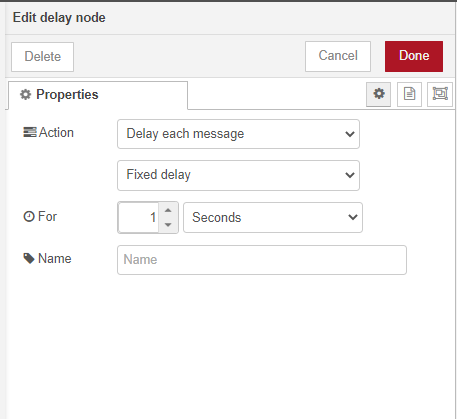 Edit delay node
Delete Cancel Done
Properties
Action Delay each message
Fixed delay
For 1 Seconds
Name Name